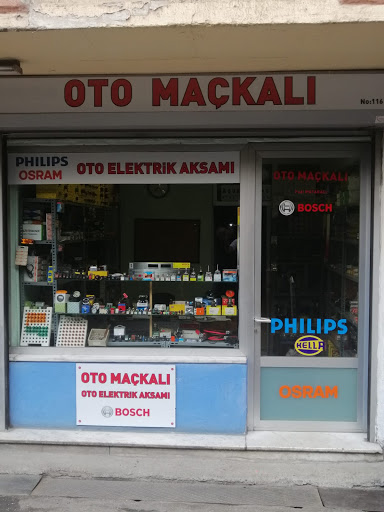 OTO MAÇKALI
No:116
PHILIPS
OSRAM
OTO ELEKTRiK AKSAMI
OTO MAÇKALI
BOSCH
PHILIPS
HELLA
OSRAM
OTO MAÇKALI
OTO ELEKTRİK AKSAMI
BOSCH